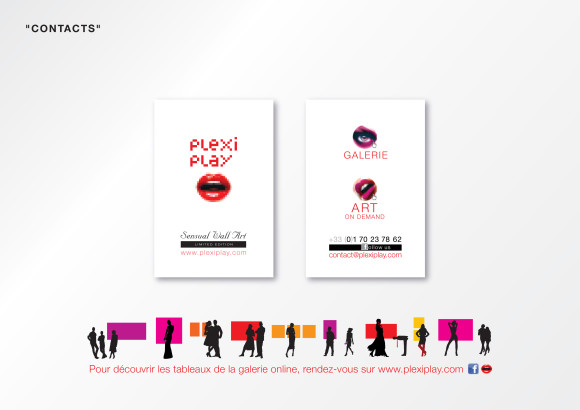 "CONTACTS"
plexi
play
Sensual Wall Art
LIMITED EDITION
www.plexiplay.com
GALERIE
ART
ON DEMAND
+33 (0)1 70 23 78 62
follow us
contact@plexiplay.com
Pour découvrir les tableaux de la galerie online, rendez-vous sur www.plexiplay.com